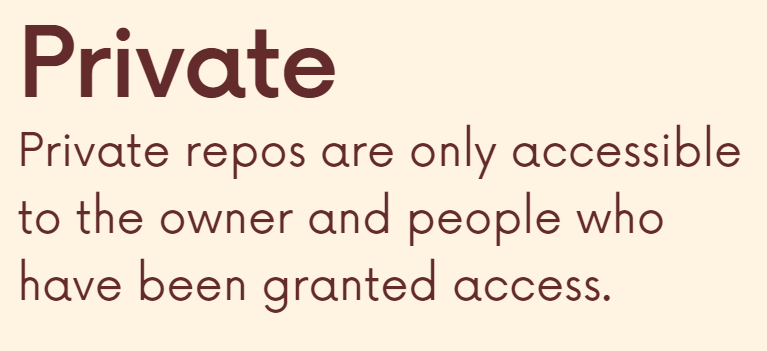 Private
Private repos are only accessible
to the owner and people who
have been granted access.